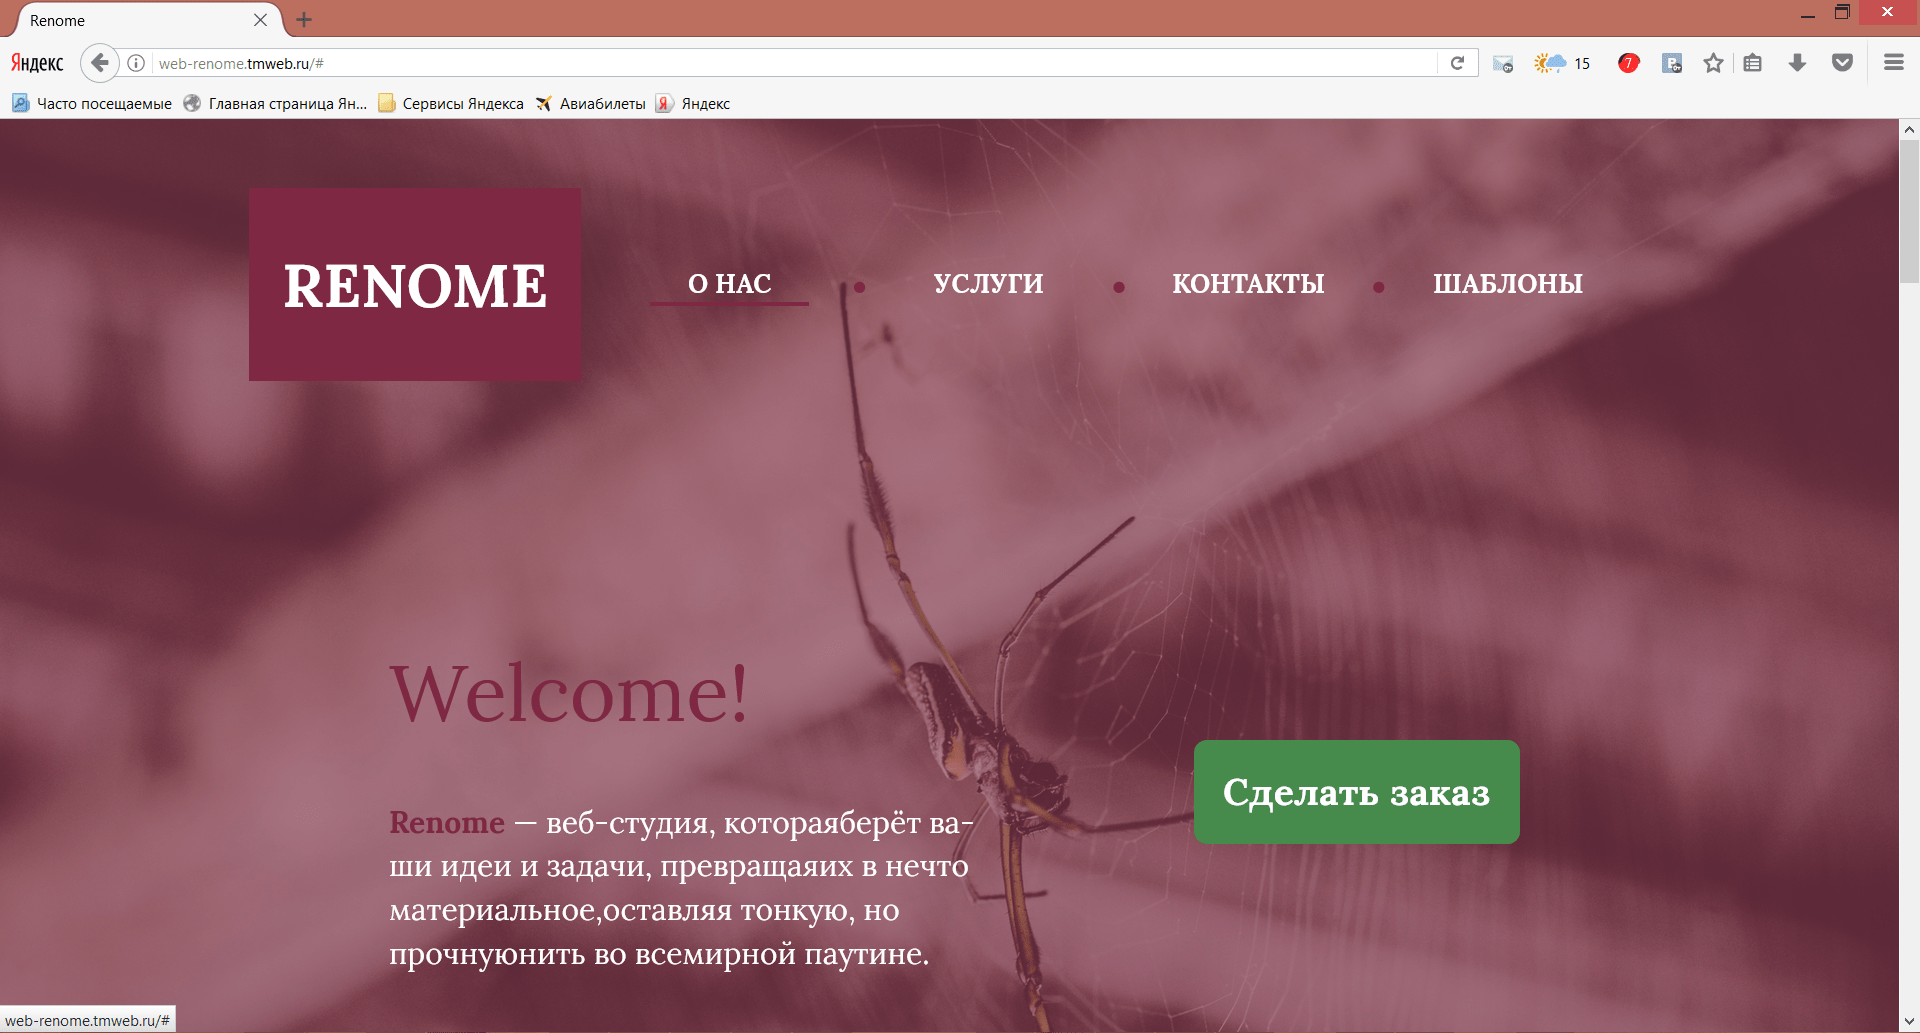 Renome
Яндекс
web-renome.tmweb.ru/#
15
7
Часто посещаемые
Главная страница Ян...
Сервисы Яндекса
Авиабилеты
Я
Яндекс
RENOME
О НАС
УСЛУГИ
КОНТАКТЫ
ШАБЛОНЫ
Welcome!
Сделать заказ
Renome — веб-студия, котораяберёт ва-
ши идеи и задачи, превращаяих в нечто
материальное,оставляя тонкую, но
прочнуюнить во всемирной паутине.
web-renome.tmweb.ru/#